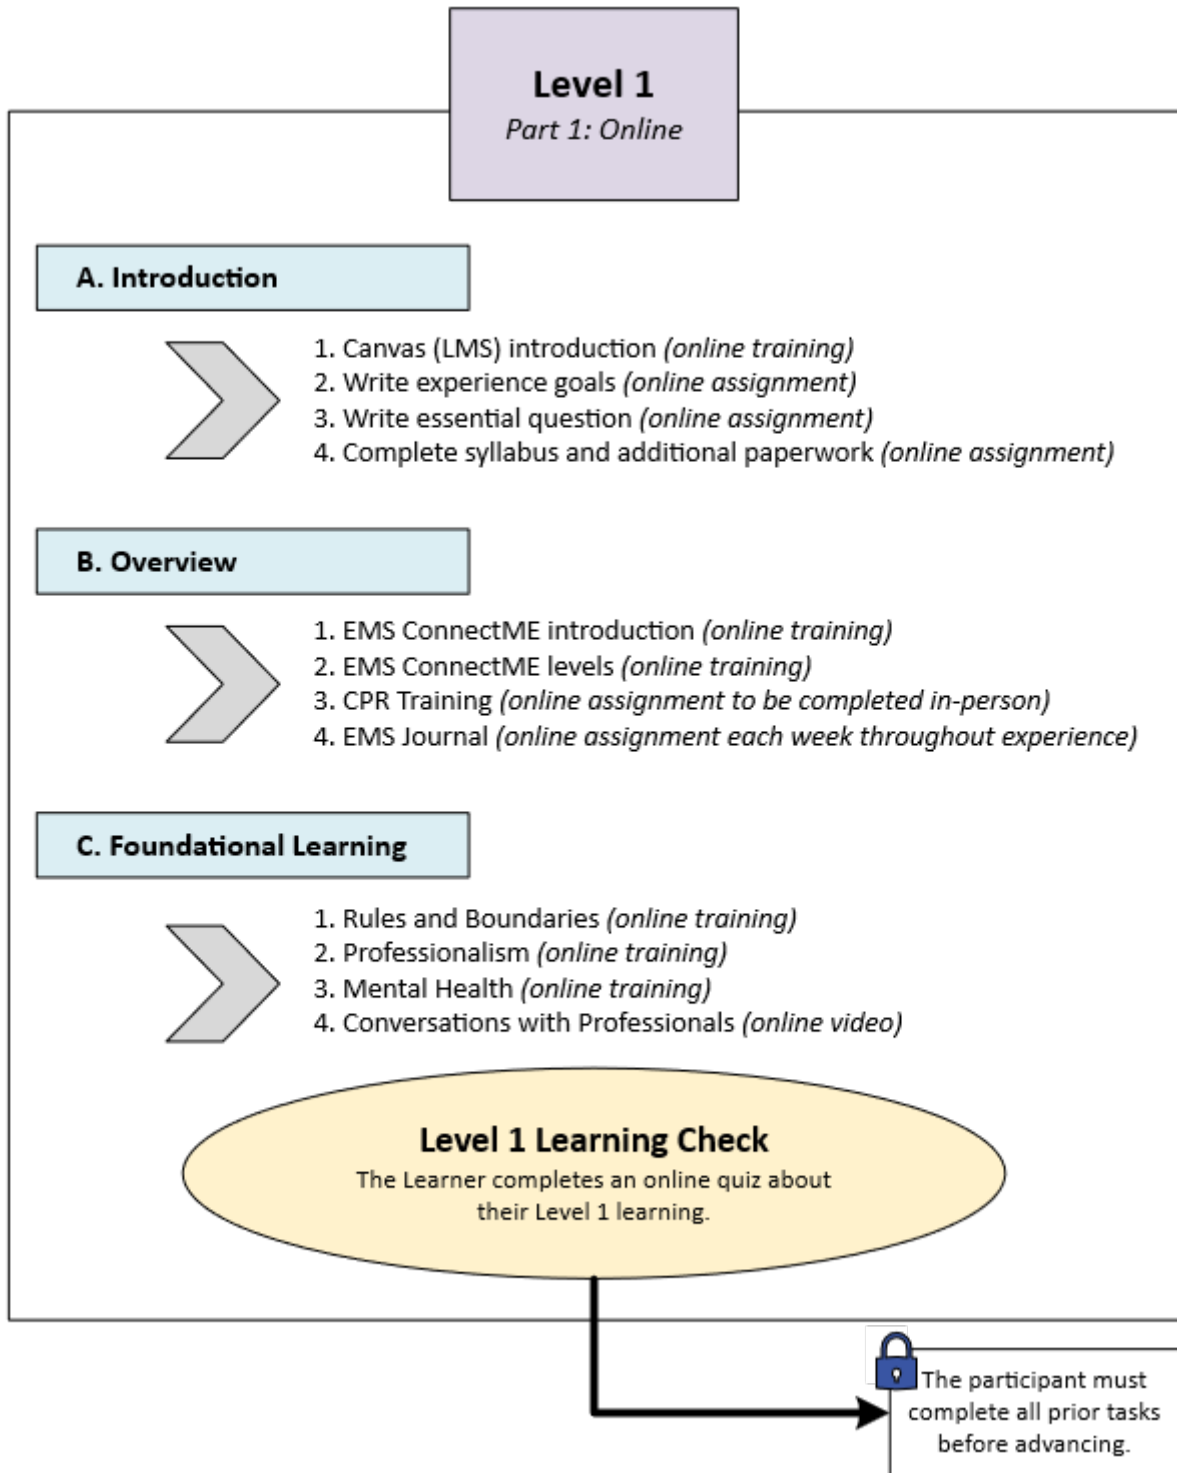 Level 1
Part 1: Online
A. Introduction
1. Canvas (LMS) introduction (online training)
2. Write experience goals (online assignment)
3. Write essential question (online assignment)
4. Complete syllabus and additional paperwork (online assignment)
B. Overview
1. EMS ConnectME introduction (online training)
2. EMS ConnectME levels (online training)
3. CPR Training (online assignment to be completed in-person)
4. EMS Journal (online assignment each week throughout experience)
C. Foundational Learning
1. Rules and Boundaries (online training)
2. Professionalism (online training)
3. Mental Health (online training)
4. Conversations with Professionals (online video)
Level 1 Learning Check
The Learner completes an online quiz about
their Level 1 learning.
The participant must
complete all prior tasks
before advancing.